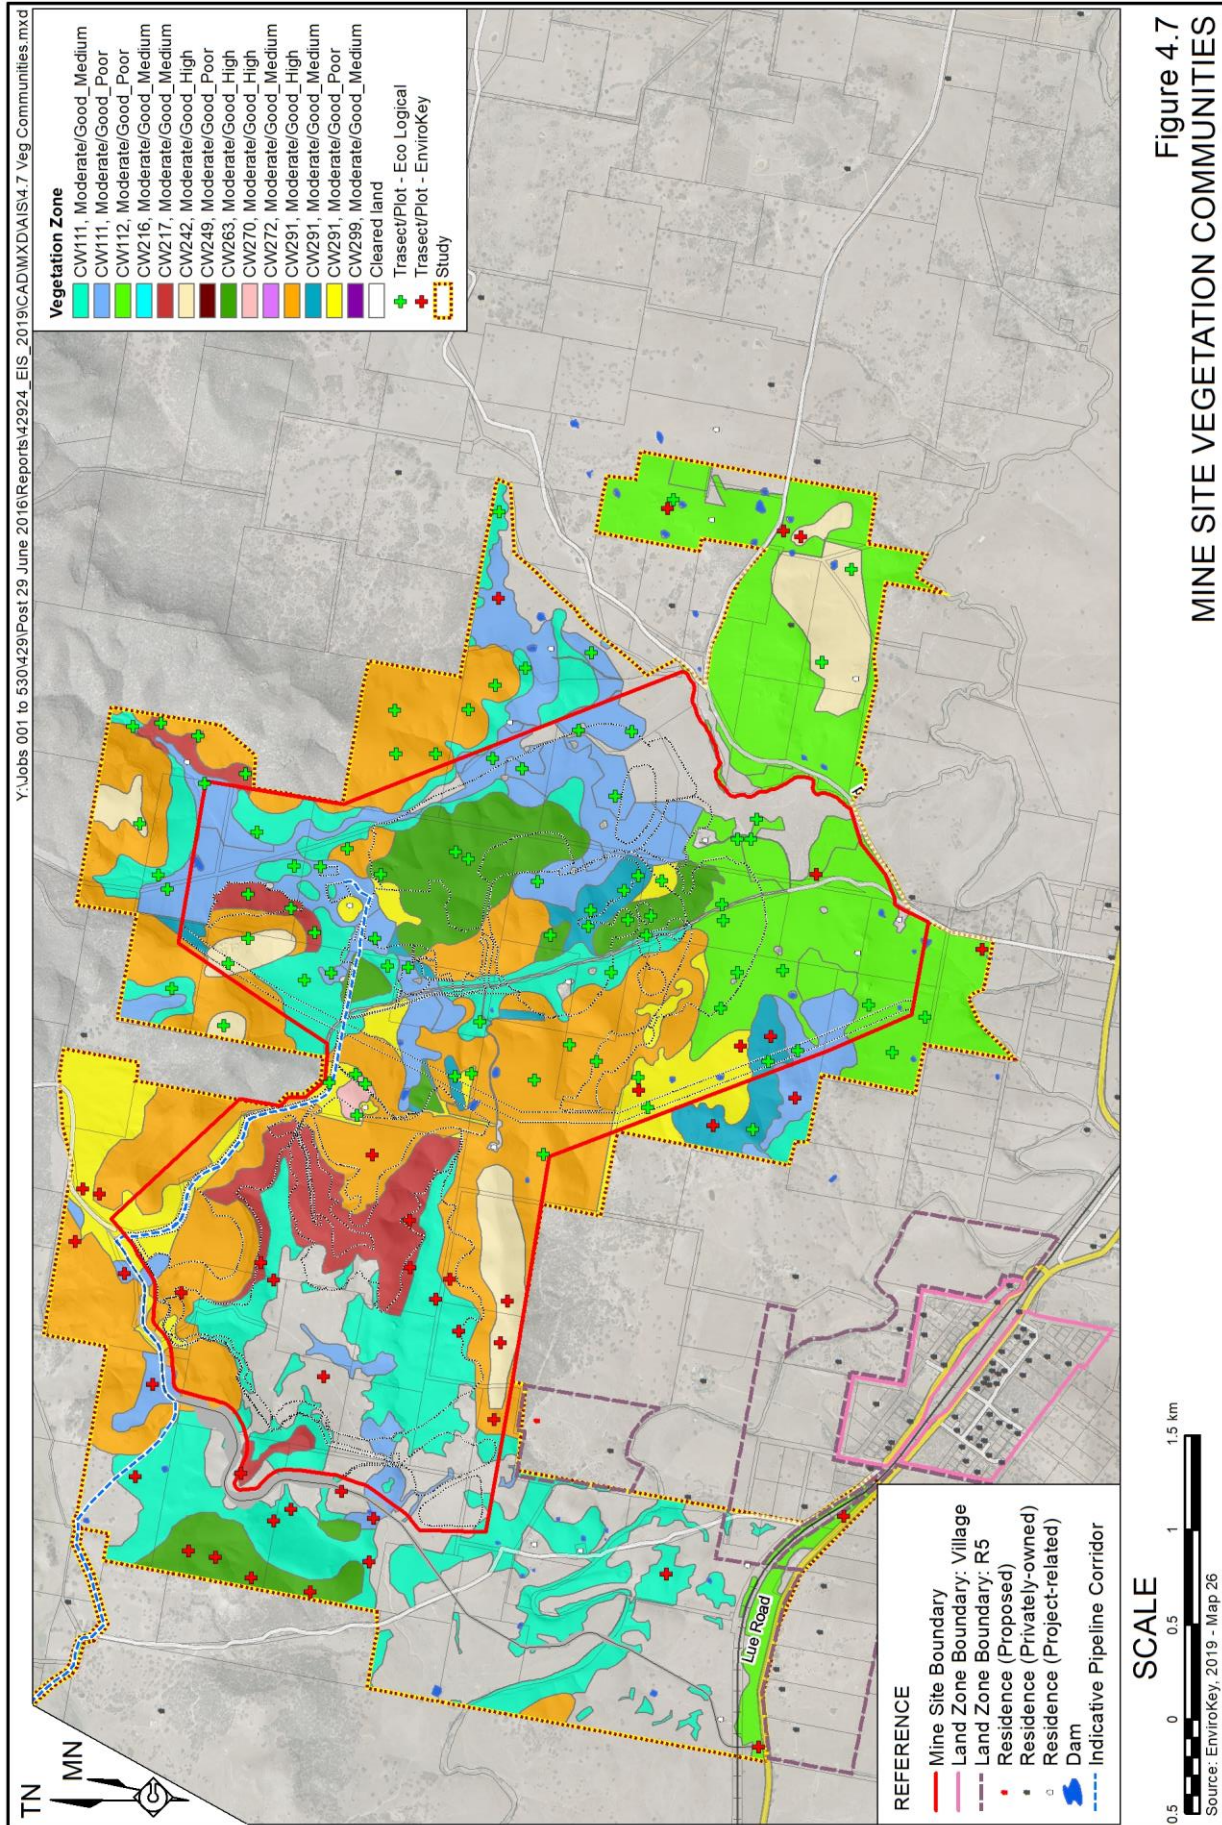 Y:\Jobs 001 to 530\429\Post 29 June 2016\Reports\42924_EIS_2019\CAD\MXD\AIS\4.7 Veg Communities.mxd
TN
MN
Vegetation Zone
CW111, Moderate/Good_Medium
CW111, Moderate/Good_Poor
CW112, Moderate/Good_Poor
CW216, Moderate/Good_Medium
CW217, Moderate/Good_Medium
CW242, Moderate/Good_High
CW249, Moderate/Good_Poor
CW263, Moderate/Good_High
CW270, Moderate/Good_High
CW272, Moderate/Good_High
CW291, Moderate/Good_High
CW291, Moderate/Good_Medium
CW291, Moderate/Good_Poor
CW299, Moderate/Good_Medium
Cleared land
Trasect/Plot - Eco Logical
Trasect/Plot - EnviroKey
Study
Lue Road
REFERENCE
Mine Site Boundary
Land Zone Boundary: Village
Land Zone Boundary: R5
Residence (Proposed)
Residence (Privately-owned)
Residence (Project-related)
Dam
Indicative Pipeline Corridor
SCALE
0.5 0 0.5 1 1.5 km
Source: EnviroKey, 2019 - Map 26
Figure 4.7
MINE SITE VEGETATION COMMUNITIES